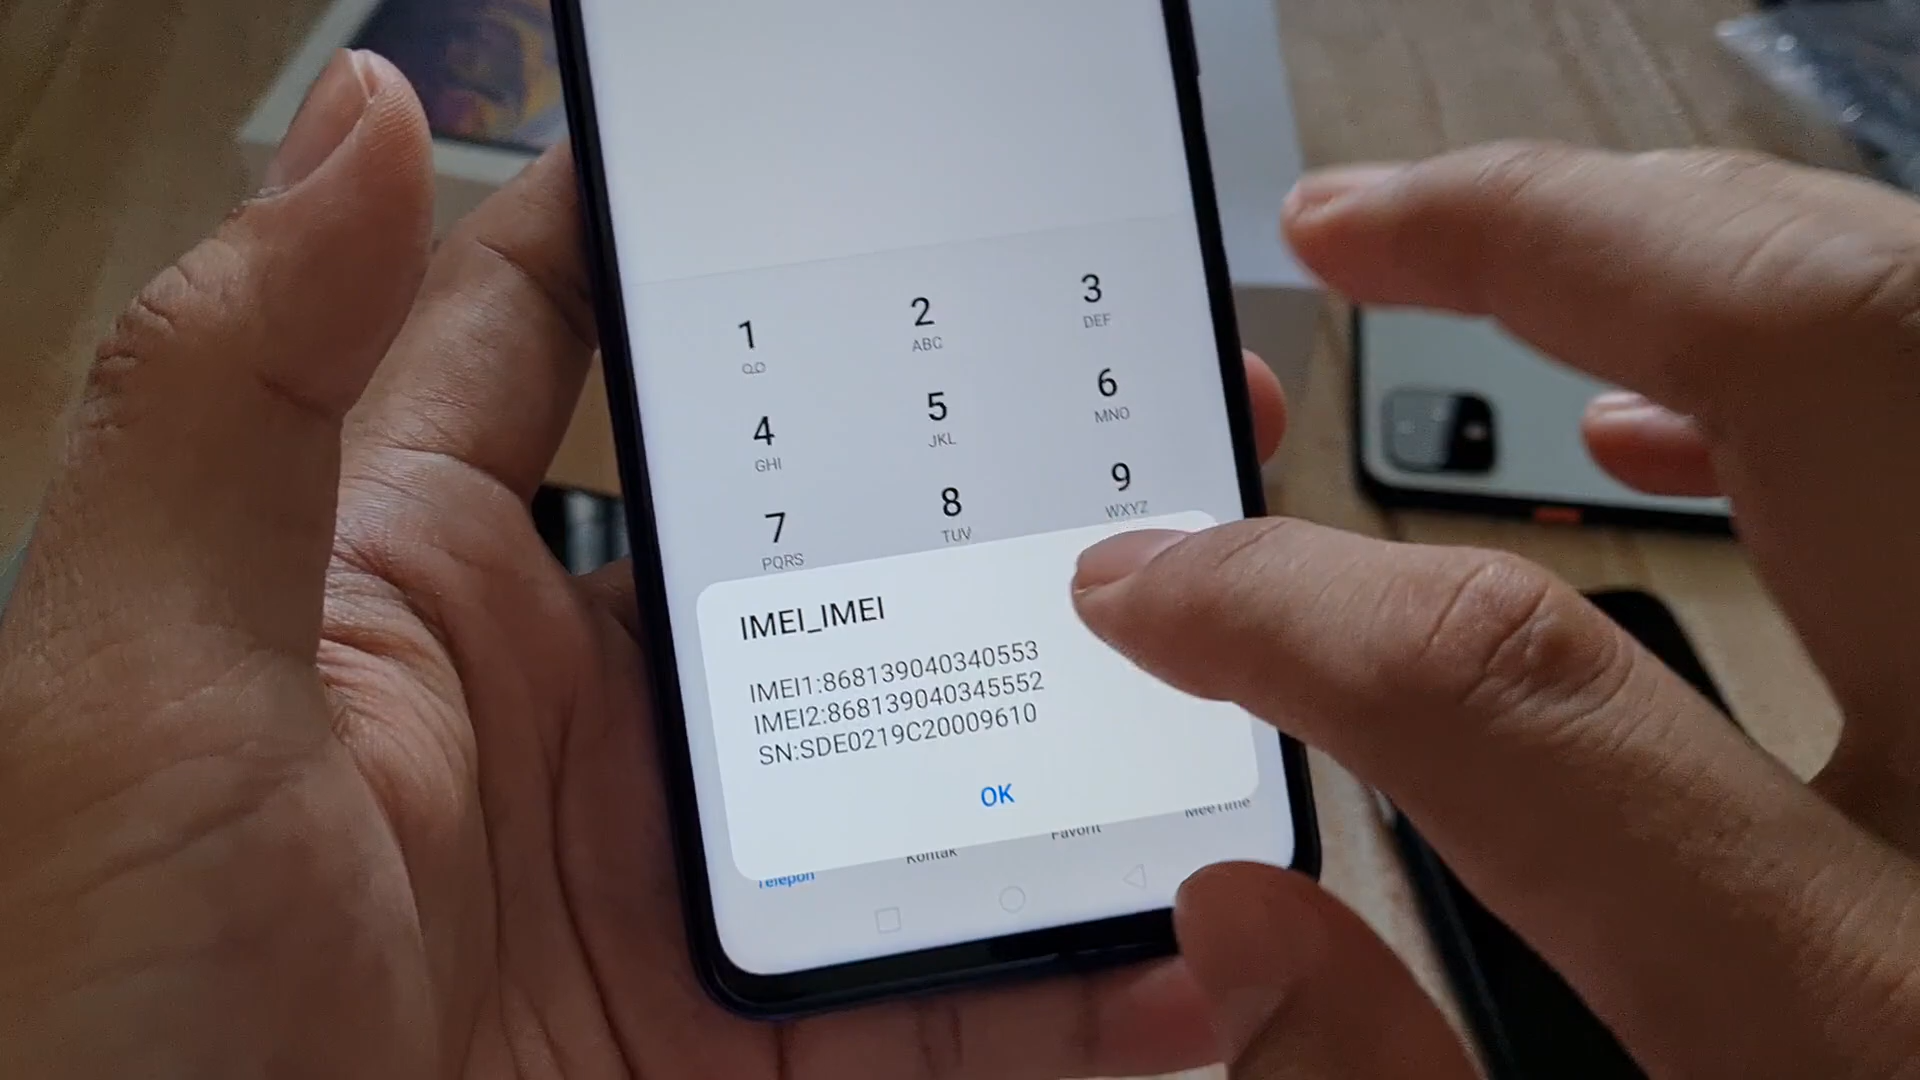 1 2 3
ABC DEF
4 5 6
GHI JKL MNO
7 8 9
PQRS TUV WXYZ
IMEI_IMEI
IMEI1:868139040340553
IMEI2:868139040345552
SN:SDE0219C20009610
OK
Telepon Kontak Favorit MeeTime